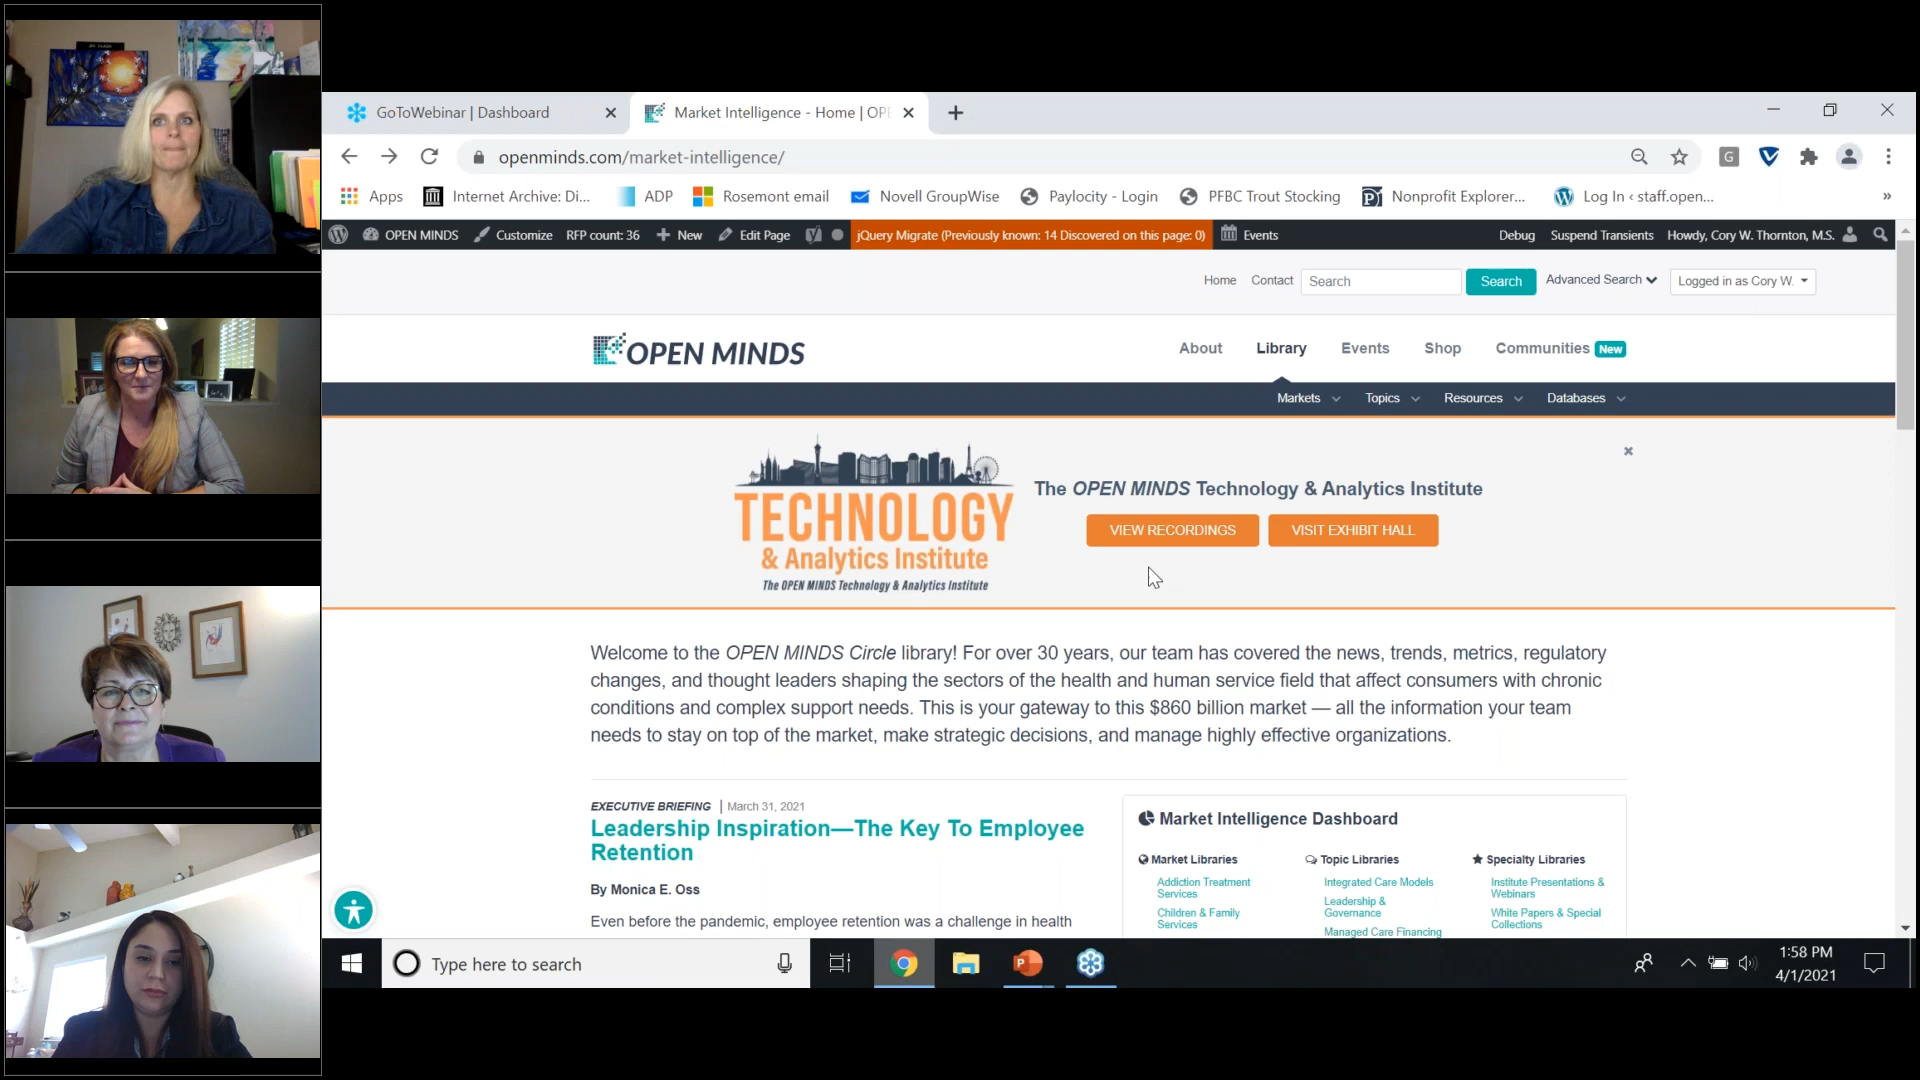 GoToWebinar | Dashboard
Market Intelligence - Home | OPE
openminds.com/market-intelligence/
Apps
Internet Archive: Di...
ADP
Rosemont email
Novell GroupWise
Paylocity - Login
PFBC Trout Stocking
Nonprofit Explorer...
Log In ‹ staff.open...
»
OPEN MINDS
Customize
RFP count: 36
New
Edit Page
jQuery Migrate (Previously known: 14 Discovered on this page: 0)
Events
Debug
Suspend Transients
Howdy, Cory W. Thornton, M.S.
Home
Contact
Search
Search
Advanced Search
Logged in as Cory W.
OPEN MINDS
About
Library
Events
Shop
Communities New
Markets
Topics
Resources
Databases
TECHNOLOGY
& Analytics Institute
The OPEN MINDS Technology & Analytics Institute
The OPEN MINDS Technology & Analytics Institute
VIEW RECORDINGS
VISIT EXHIBIT HALL
Welcome to the OPEN MINDS Circle library! For over 30 years, our team has covered the news, trends, metrics, regulatory
changes, and thought leaders shaping the sectors of the health and human service field that affect consumers with chronic
conditions and complex support needs. This is your gateway to this $860 billion market — all the information your team
needs to stay on top of the market, make strategic decisions, and manage highly effective organizations.
EXECUTIVE BRIEFING | March 31, 2021
Leadership Inspiration—The Key To Employee
Retention
By Monica E. Oss
Even before the pandemic, employee retention was a challenge in health
Market Intelligence Dashboard
Market Libraries
Addiction Treatment
Services
Children & Family
Services
Topic Libraries
Integrated Care Models
Leadership &
Governance
Managed Care Financing
Specialty Libraries
Institute Presentations &
Webinars
White Papers & Special
Collections
Type here to search
1:58 PM
4/1/2021